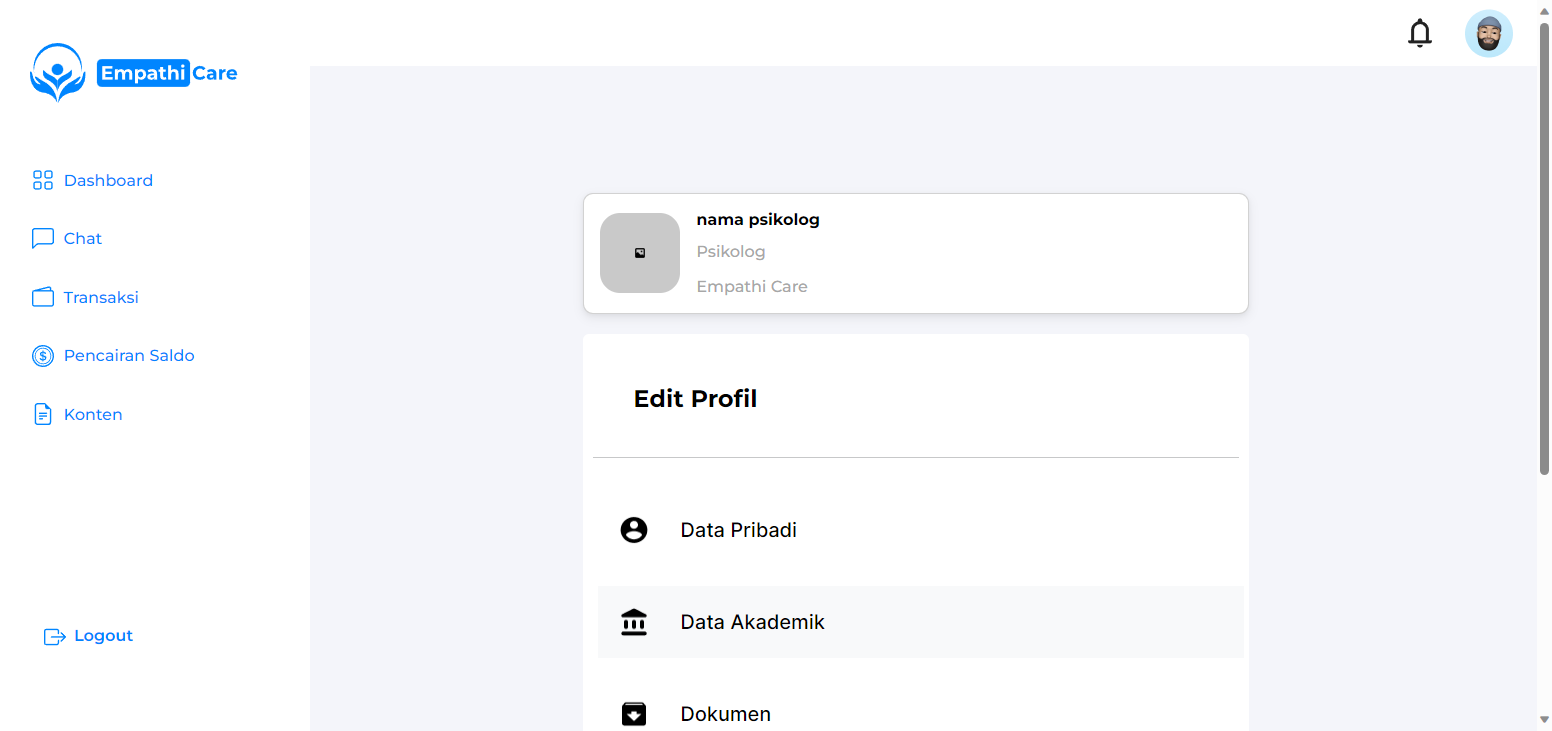 Empathi Care
Dashboard
Chat
Transaksi
Pencairan Saldo
Konten
Logout
nama psikolog
Psikolog
Empathi Care
Edit Profil
Data Pribadi
Data Akademik
Dokumen